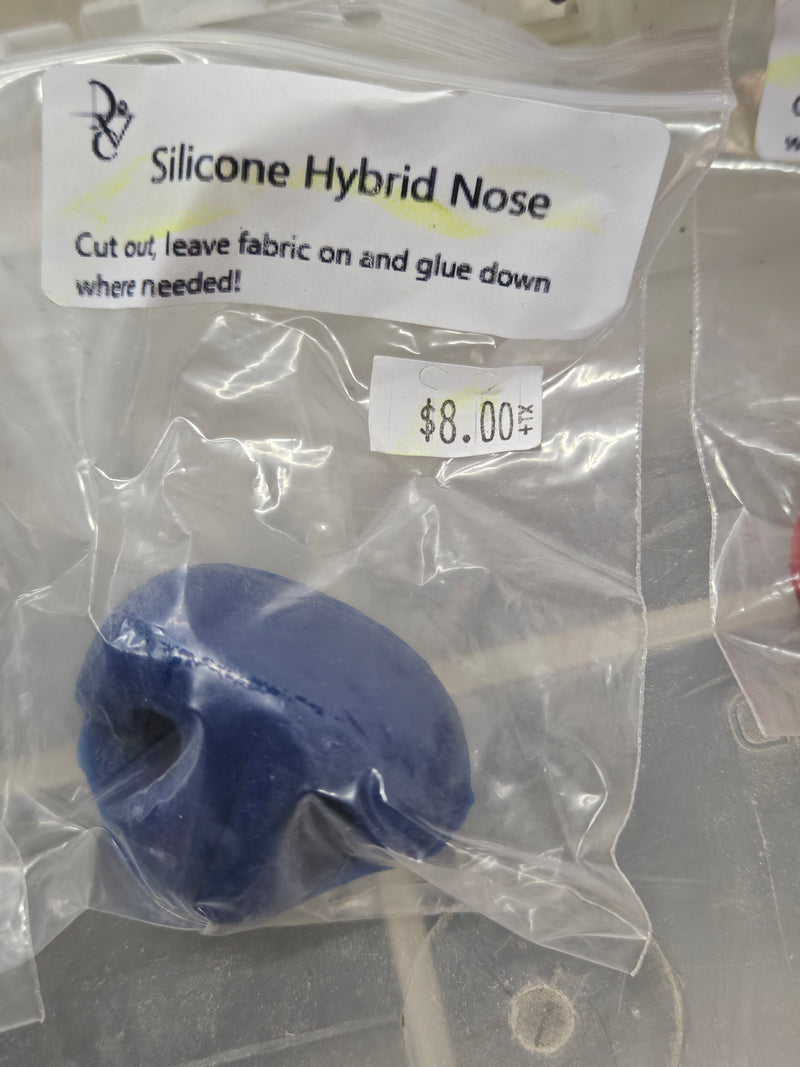 Silicone Hybrid Nose
Cut out, leave fabric on and glue down
where needed!
$8.00+TX